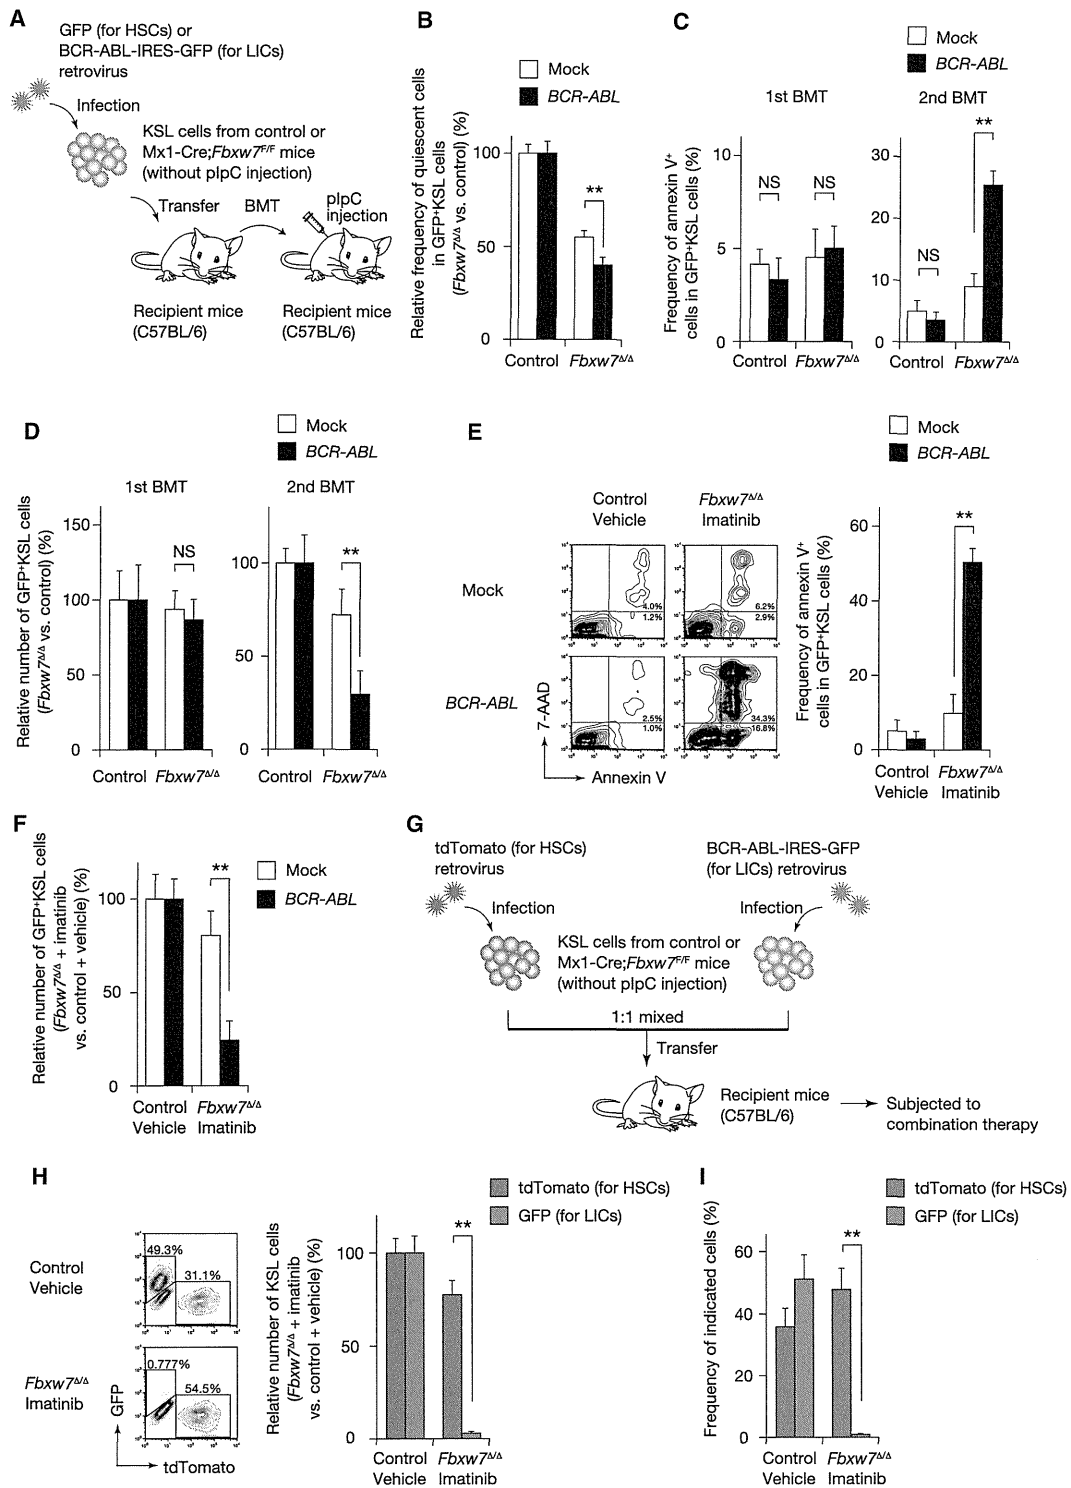 A
GFP (for HSCs) or
BCR-ABL-IRES-GFP (for LICs)
retrovirus
Infection
KSL cells from control or
Mx1-Cre;Fbxw7F/F mice
(without pIpC injection)
Transfer
BMT
pIpC
injection
Recipient mice
(C57BL/6)
Recipient mice
(C57BL/6)
B
Mock
BCR-ABL
Relative frequency of quiescent cells
in GFP+KSL cells
(Fbxw7Δ/Δ vs. control) (%)
100
50
0
**
Control
Fbxw7Δ/Δ
C
Mock
BCR-ABL
1st BMT
2nd BMT
Frequency of annexin V+
cells in GFP+KSL cells (%)
10
5
0
NS
NS
Control
Fbxw7Δ/Δ
30
20
10
0
NS
**
Control
Fbxw7Δ/Δ
D
Mock
BCR-ABL
1st BMT
2nd BMT
Relative number of GFP+KSL cells
(Fbxw7Δ/Δ vs. control) (%)
150
100
50
0
NS
Control
Fbxw7Δ/Δ
100
50
0
**
Control
Fbxw7Δ/Δ
E
Mock
BCR-ABL
Control
Vehicle
Fbxw7Δ/Δ
Imatinib
Mock
4.0%
1.2%
6.2%
2.9%
BCR-ABL
2.5%
1.0%
34.3%
16.8%
7-AAD
Annexin V
Frequency of annexin V+
cells in GFP+KSL cells (%)
60
40
20
0
**
Control
Vehicle
Fbxw7Δ/Δ
Imatinib
F
Mock
BCR-ABL
Relative number of GFP+KSL cells
(Fbxw7Δ/Δ + imatinib
vs. control + vehicle) (%)
100
50
0
**
Control
Vehicle
Fbxw7Δ/Δ
Imatinib
G
tdTomato (for HSCs)
retrovirus
BCR-ABL-IRES-GFP
(for LICs) retrovirus
Infection
Infection
KSL cells from control or
Mx1-Cre;Fbxw7F/F mice
(without pIpC injection)
1:1 mixed
Transfer
Recipient mice
(C57BL/6)
Subjected to
combination therapy
H
tdTomato (for HSCs)
GFP (for LICs)
Control
Vehicle
49.3%
31.1%
Fbxw7Δ/Δ
Imatinib
0.777%
54.5%
GFP
tdTomato
Relative number of KSL cells
(Fbxw7Δ/Δ + imatinib
vs. control + vehicle) (%)
100
50
0
**
Control
Vehicle
Fbxw7Δ/Δ
Imatinib
I
tdTomato (for HSCs)
GFP (for LICs)
Frequency of indicated cells (%)
60
40
20
0
**
Control
Vehicle
Fbxw7Δ/Δ
Imatinib